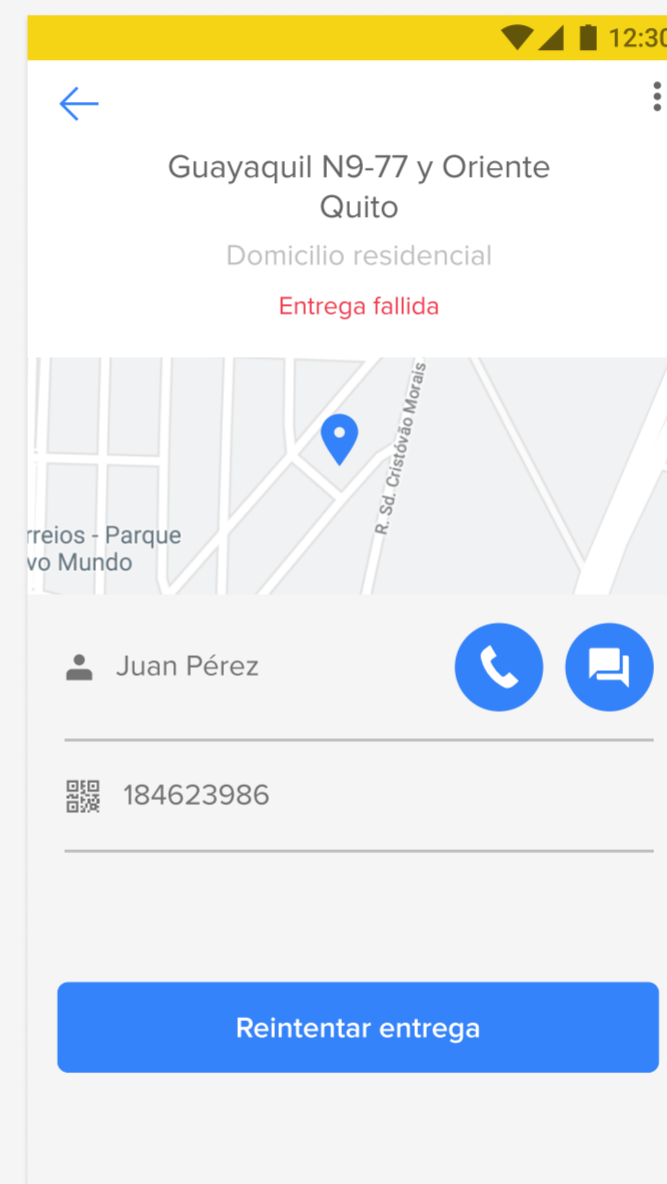 12:30
Guayaquil N9-77 y Oriente
Quito
Domicilio residencial
Entrega fallida
R. Sd. Cristóvão Morais
rreios - Parque
vo Mundo
Juan Pérez
184623986
Reintentar entrega